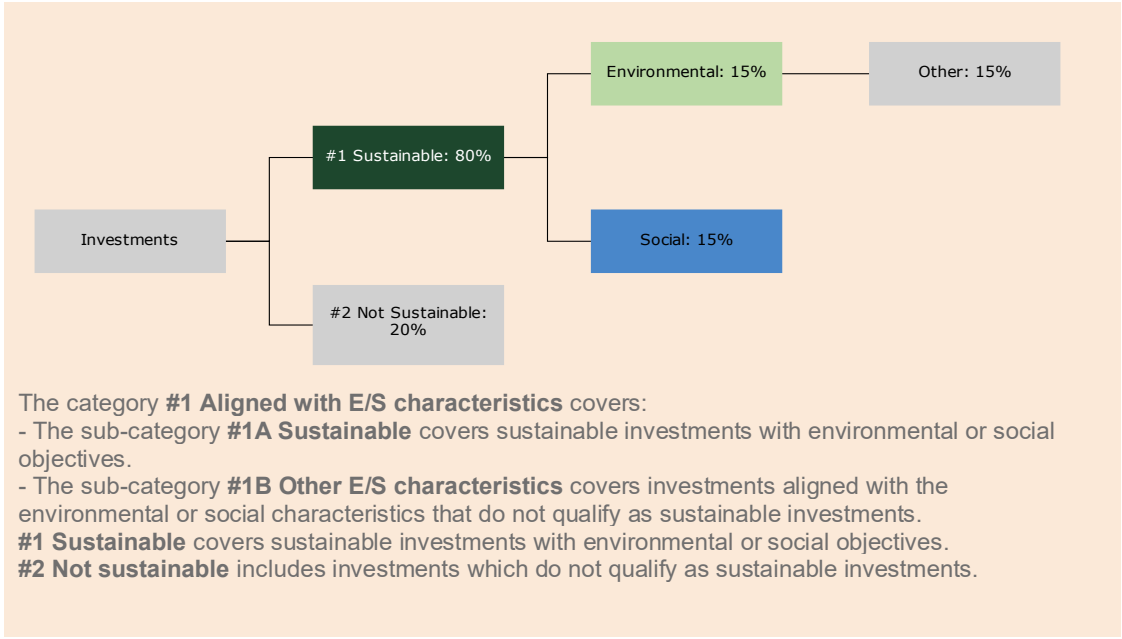 Environmental: 15%
Other: 15%
#1 Sustainable: 80%
Investments
Social: 15%
#2 Not Sustainable:
20%
The category #1 Aligned with E/S characteristics covers:
- The sub-category #1A Sustainable covers sustainable investments with environmental or social
objectives.
- The sub-category #1B Other E/S characteristics covers investments aligned with the
environmental or social characteristics that do not qualify as sustainable investments.
#1 Sustainable covers sustainable investments with environmental or social objectives.
#2 Not sustainable includes investments which do not qualify as sustainable investments.